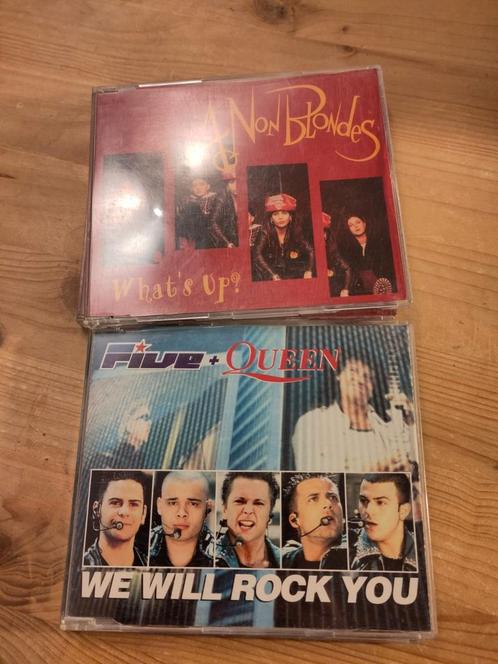 4 Non Blondes
What's Up?
Five + Queen
WE WILL ROCK YOU